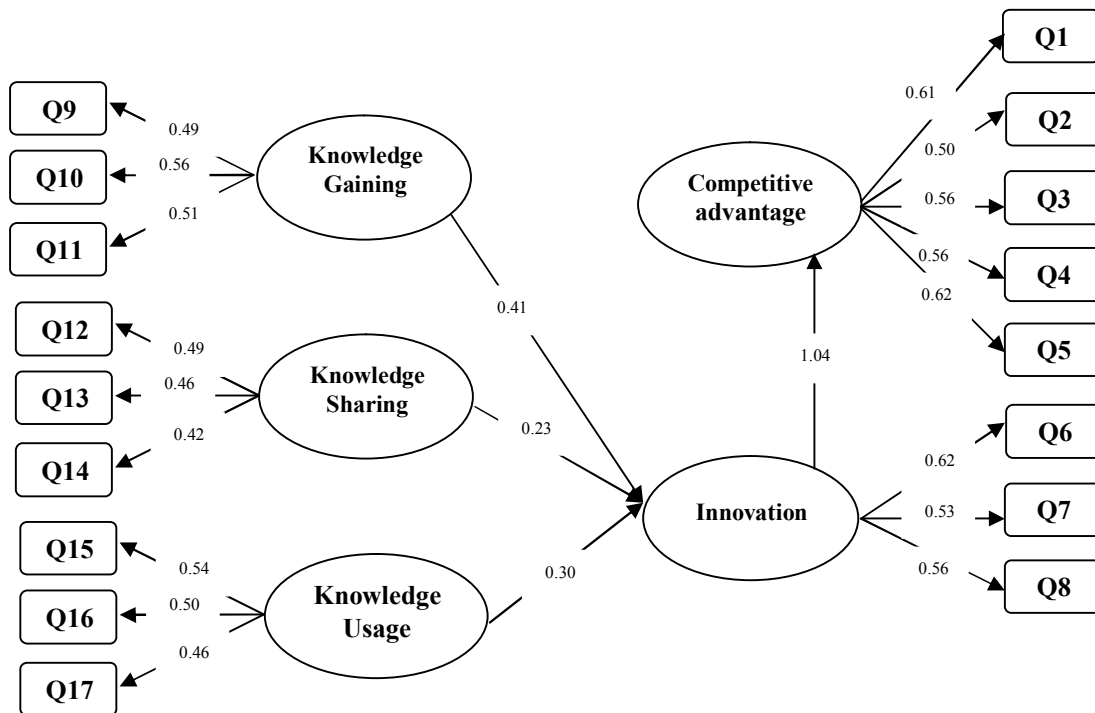 Q9
Q10
Q11
0.49
0.56
0.51
Knowledge
Gaining
Q12
Q13
Q14
0.49
0.46
0.42
Knowledge
Sharing
Q15
Q16
Q17
0.54
0.50
0.46
Knowledge
Usage
0.41
0.23
0.30
Competitive
advantage
1.04
Innovation
0.61
0.50
0.56
0.56
0.62
Q1
Q2
Q3
Q4
Q5
0.62
0.53
0.56
Q6
Q7
Q8